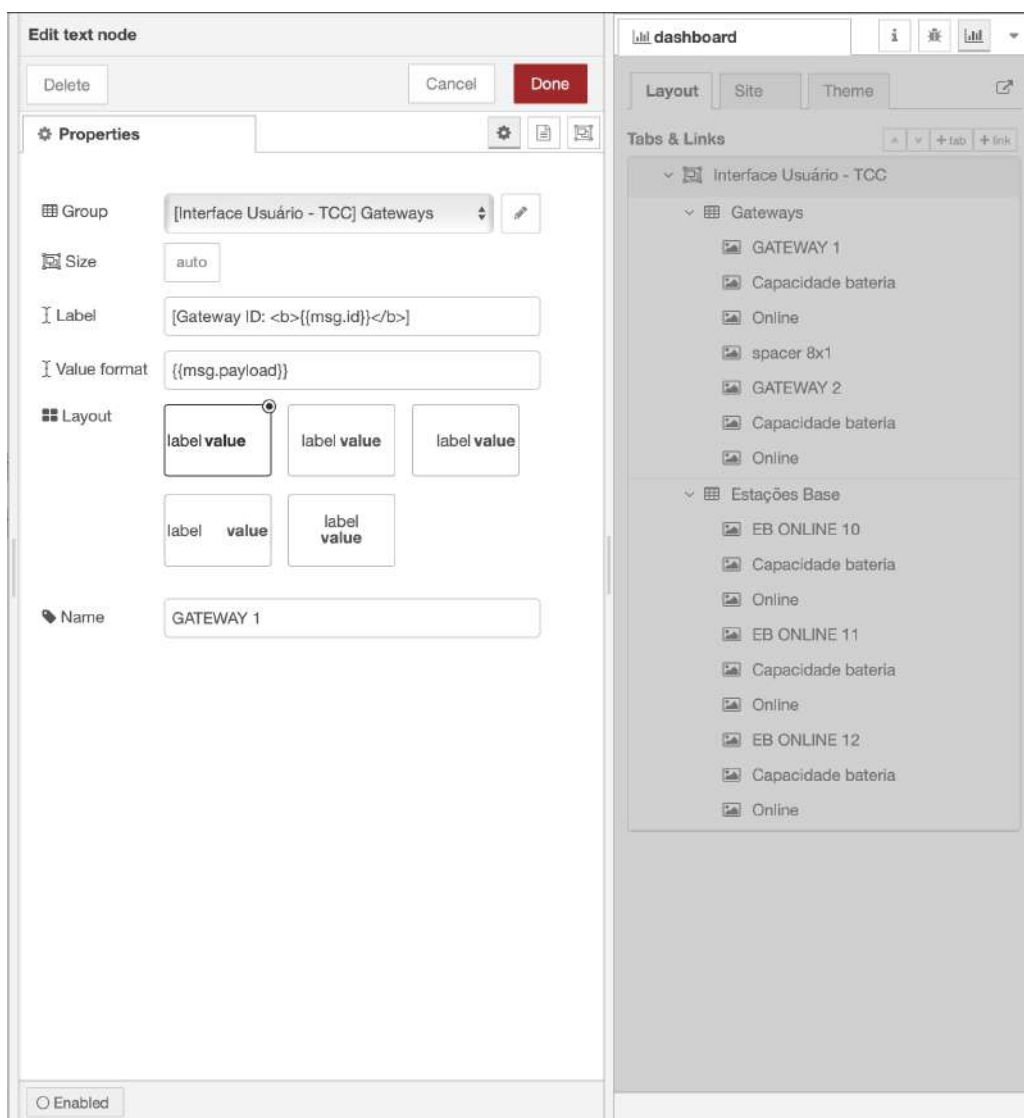 Edit text node
Delete
Cancel
Done
Properties
Group
[Interface Usuário - TCC] Gateways
Size
auto
Label
[Gateway ID: <b>{{msg.id}}</b>]
Value format
{{msg.payload}}
Layout
label value
label value
label value
label value
label
value
Name
GATEWAY 1
Enabled
dashboard
i
Layout
Site
Theme
Tabs & Links
+ tab
+ link
Interface Usuário - TCC
Gateways
GATEWAY 1
Capacidade bateria
Online
spacer 8x1
GATEWAY 2
Capacidade bateria
Online
Estações Base
EB ONLINE 10
Capacidade bateria
Online
EB ONLINE 11
Capacidade bateria
Online
EB ONLINE 12
Capacidade bateria
Online